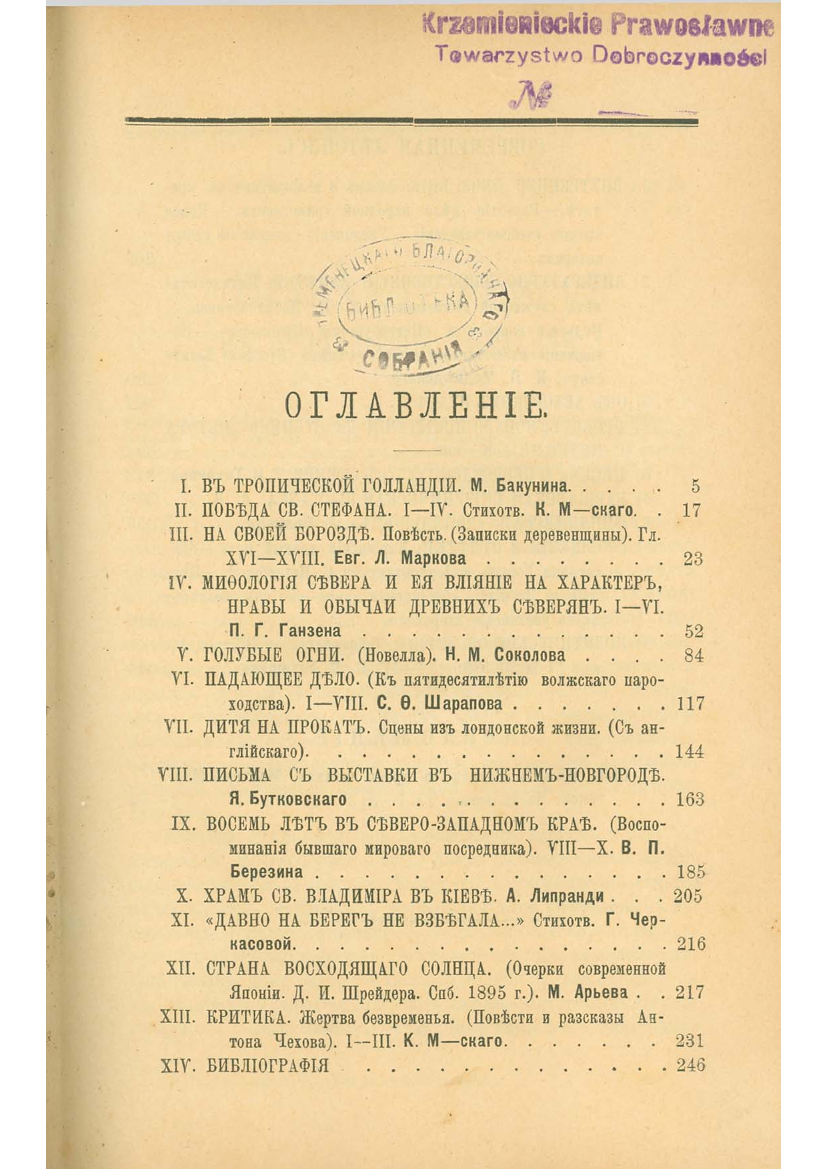 Krzemienieckie Prawosławne
Towarzystwo Dobroczynności
№
КРЕМЕНЕЦКАГО БЛАГОРОДНАГО
БИБЛІОТЕКА
СОБРАНІЯ
ОГЛАВЛЕНІЕ.
I. ВЪ ТРОПИЧЕСКОЙ ГОЛЛАНДІИ. М. Бакунина. . . . . 5
II. ПОБѢДА СВ. СТЕФАНА. I—IV. Стихотв. К. М—скаго. . 17
III. НА СВОЕЙ БОРОЗДѢ. Повѣсть. (Записки деревенщины). Гл.
XVI—XVIII. Евг. Л. Маркова . . . . . . . . 23
IV. МИѲОЛОГІЯ СѢВЕРА И ЕЯ ВЛІЯНІЕ НА ХАРАКТЕРЪ,
НРАВЫ И ОБЫЧАИ ДРЕВНИХЪ СѢВЕРЯНЪ. I—VI.
П. Г. Ганзена . . . . . . . . . . . . . 52
V. ГОЛУБЫЕ ОГНИ. (Новелла). Н. М. Соколова . . . . 84
VI. ПАДАЮЩЕЕ ДѢЛО. (Къ пятидесятилѣтію волжскаго паро-
ходства). I—VIII. С. Ѳ. Шарапова . . . . . . . 117
VII. ДИТЯ НА ПРОКАТЪ. Сцены изъ лондонской жизни. (Съ ан-
глійскаго). . . . . . . . . . . . . . . 144
VIII. ПИСЬМА СЪ ВЫСТАВКИ ВЪ НИЖНЕМЪ-НОВГОРОДѢ.
Я. Бутковскаго . . . . . . . . . . . . . 163
IX. ВОСЕМЬ ЛѢТЪ ВЪ СѢВЕРО-ЗАПАДНОМЪ КРАѢ. (Воспо-
минанія бывшаго мироваго посредника). VIII—X. В. П.
Березина . . . . . . . . . . . . . . . 185
X. ХРАМЪ СВ. ВЛАДИМІРА ВЪ КІЕВѢ. А. Липранди . . . 205
XI. «ДАВНО НА БЕРЕГЪ НЕ ВЗБѢГАЛА...» Стихотв. Г. Чер-
касовой. . . . . . . . . . . . . . . . 216
XII. СТРАНА ВОСХОДЯЩАГО СОЛНЦА. (Очерки современной
Японіи. Д. И. Шрейдера. Спб. 1895 г.). М. Арьева . . 217
XIII. КРИТИКА. Жертва безвременья. (Повѣсти и разсказы Ан-
тона Чехова). I—III. К. М—скаго. . . . . . . 231
XIV. БИБЛІОГРАФІЯ . . . . . . . . . . . . . 246